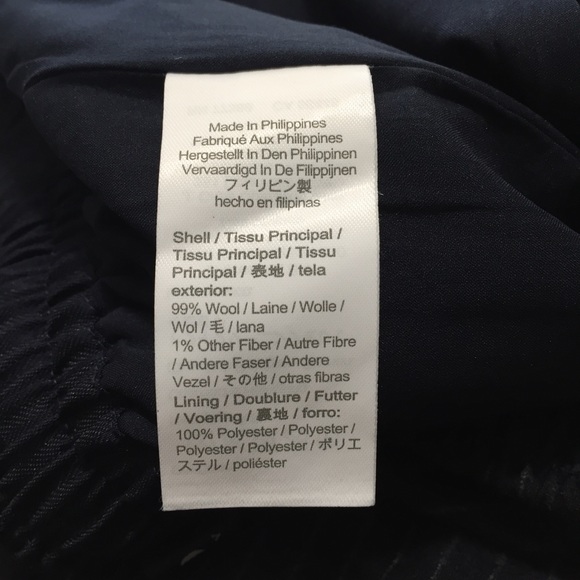 Made In Philippines
Fabriqué Aux Philippines
Hergestellt In Den Philippinen
Vervaardigd In De Filippijnen
フィリピン製
hecho en filipinas
Shell / Tissu Principal /
Tissu Principal / Tissu
Principal / 表地 / tela
exterior:
99% Wool / Laine / Wolle /
Wol / 毛 / lana
1% Other Fiber / Autre Fibre
/ Andere Faser / Andere
Vezel / その他 / otras fibras
Lining / Doublure / Futter
/ Voering / 裏地 / forro:
100% Polyester / Polyester /
Polyester / Polyester / ポリエ
ステル / poliéster